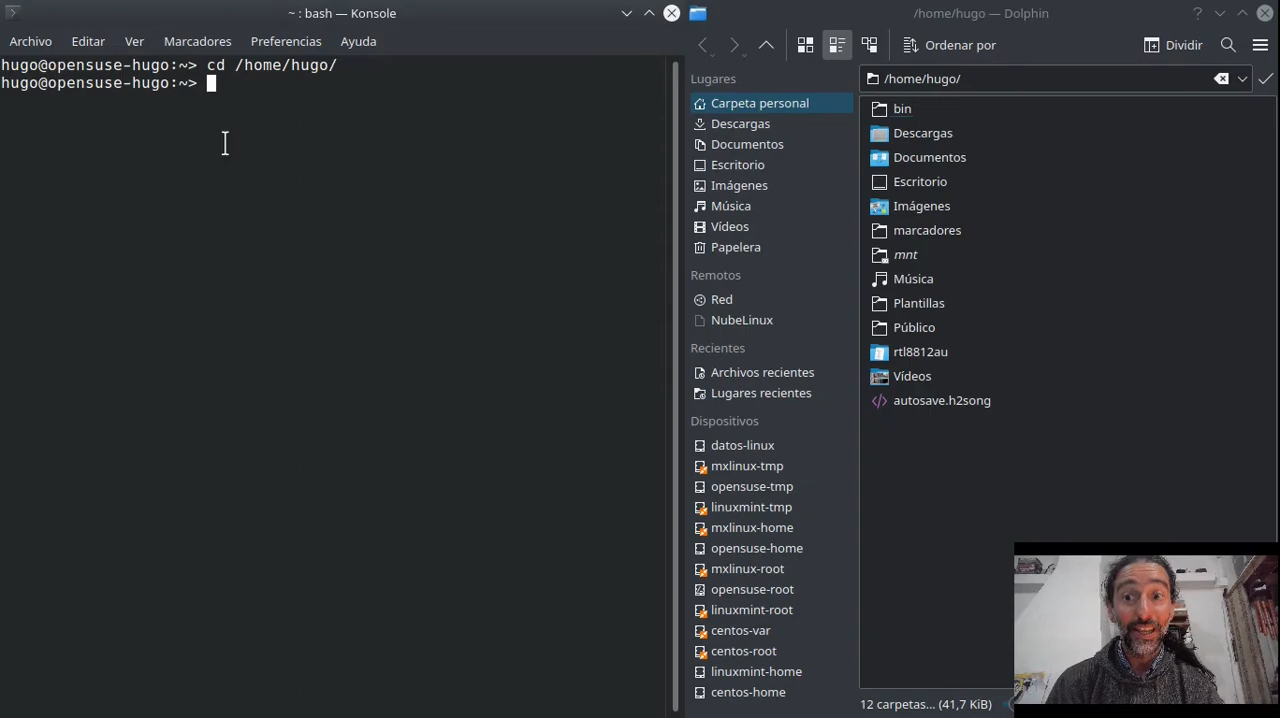 ~ : bash — Konsole
Archivo Editar Ver Marcadores Preferencias Ayuda
hugo@opensuse-hugo:~> cd /home/hugo/
hugo@opensuse-hugo:~>
/home/hugo — Dolphin
?
Ordenar por
Dividir
Lugares
Carpeta personal
Descargas
Documentos
Escritorio
Imágenes
Música
Vídeos
Papelera
Remotos
Red
NubeLinux
Recientes
Archivos recientes
Lugares recientes
Dispositivos
datos-linux
mxlinux-tmp
opensuse-tmp
linuxmint-tmp
mxlinux-home
opensuse-home
mxlinux-root
opensuse-root
linuxmint-root
centos-var
centos-root
linuxmint-home
centos-home
/home/hugo/
bin
Descargas
Documentos
Escritorio
Imágenes
marcadores
mnt
Música
Plantillas
Público
rtl8812au
Vídeos
autosave.h2song
12 carpetas... (41,7 KiB)